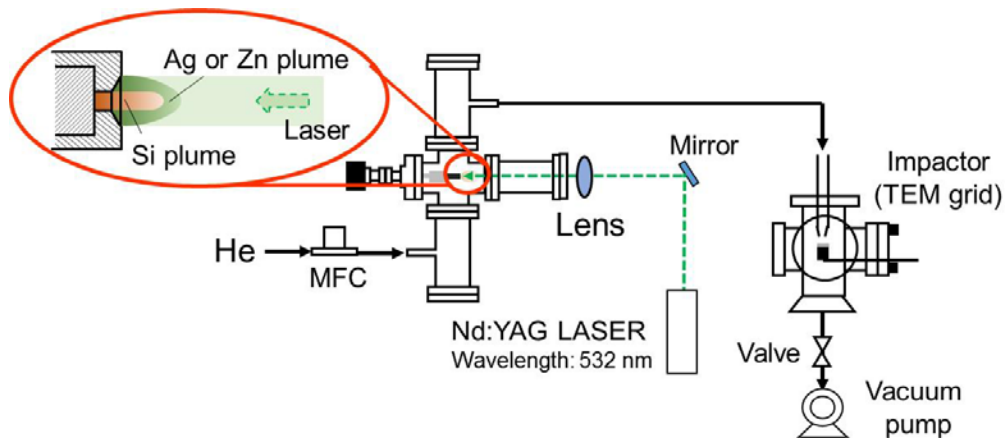 Ag or Zn plume
Laser
Si plume
Mirror
Impactor
(TEM grid)
Lens
He
MFC
Nd:YAG LASER
Wavelength: 532 nm
Valve
Vacuum
pump